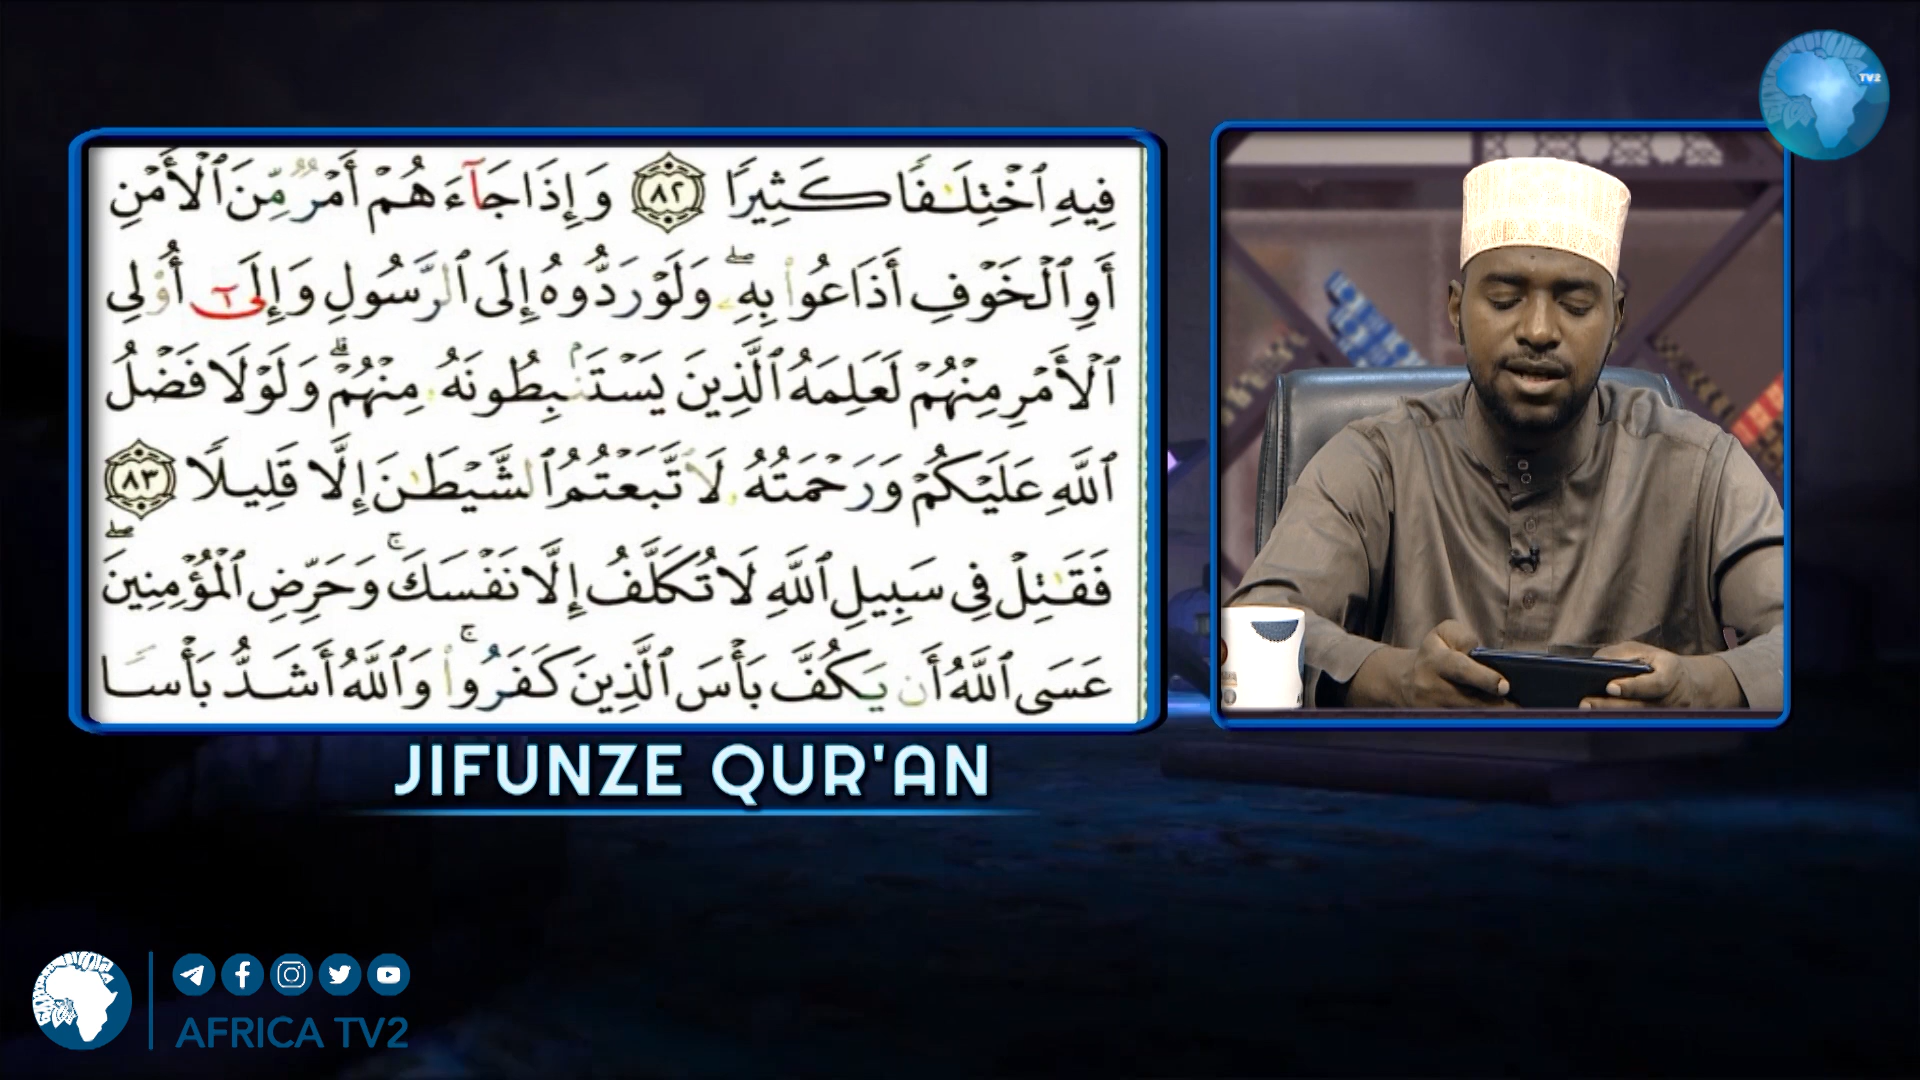 فِيهِ ٱخْتِلَـٰفًا كَثِيرًا ٨٢ وَإِذَا جَآءَهُمْ أَمْرٌ مِّنَ ٱلْأَمْنِ
أَوِ ٱلْخَوْفِ أَذَاعُوا۟ بِهِۦ ۖ وَلَوْ رَدُّوهُ إِلَى ٱلرَّسُولِ وَإِلَىٰٓ أُو۟لِى
ٱلْأَمْرِ مِنْهُمْ لَعَلِمَهُ ٱلَّذِينَ يَسْتَنۢبِطُونَهُۥ مِنْهُمْ ۗ وَلَوْلَا فَضْلُ
ٱللَّهِ عَلَيْكُمْ وَرَحْمَتُهُۥ لَٱتَّبَعْتُمُ ٱلشَّيْطَـٰنَ إِلَّا قَلِيلًا ٨٣
فَقَـٰتِلْ فِى سَبِيلِ ٱللَّهِ لَا تُكَلَّفُ إِلَّا نَفْسَكَ ۚ وَحَرِّضِ ٱلْمُؤْمِنِينَ ۖ
عَسَى ٱللَّهُ أَن يَكُفَّ بَأْسَ ٱلَّذِينَ كَفَرُوا۟ ۚ وَٱللَّهُ أَشَدُّ بَأْسًا
TV2
JIFUNZE QUR'AN
AFRICA TV2